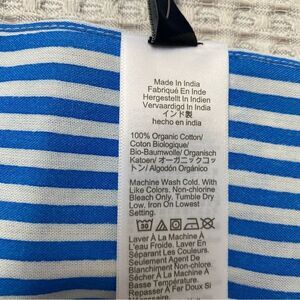 Made In India
Fabriqué En Inde
Hergestellt In Indien
Vervaardigd In India
インド製
hecho en india
100% Organic Cotton/
Coton Biologique/
Bio-Baumwolle/ Organisch
Katoen/ オーガニックコッ
トン/ Algodón Orgánico
Machine Wash Cold, With
Like Colors. Non-chlorine
Bleach Only, Tumble Dry
Low, Iron On Lowest
Setting.
30
Laver À La Machine À
L'eau Froide. Laver En
Séparant Les Couleurs.
Seulement Agent De
Blanchiment Non-chlore.
Sécher À La Machine À
Basse Température.
Repasser À Fer Doux Si